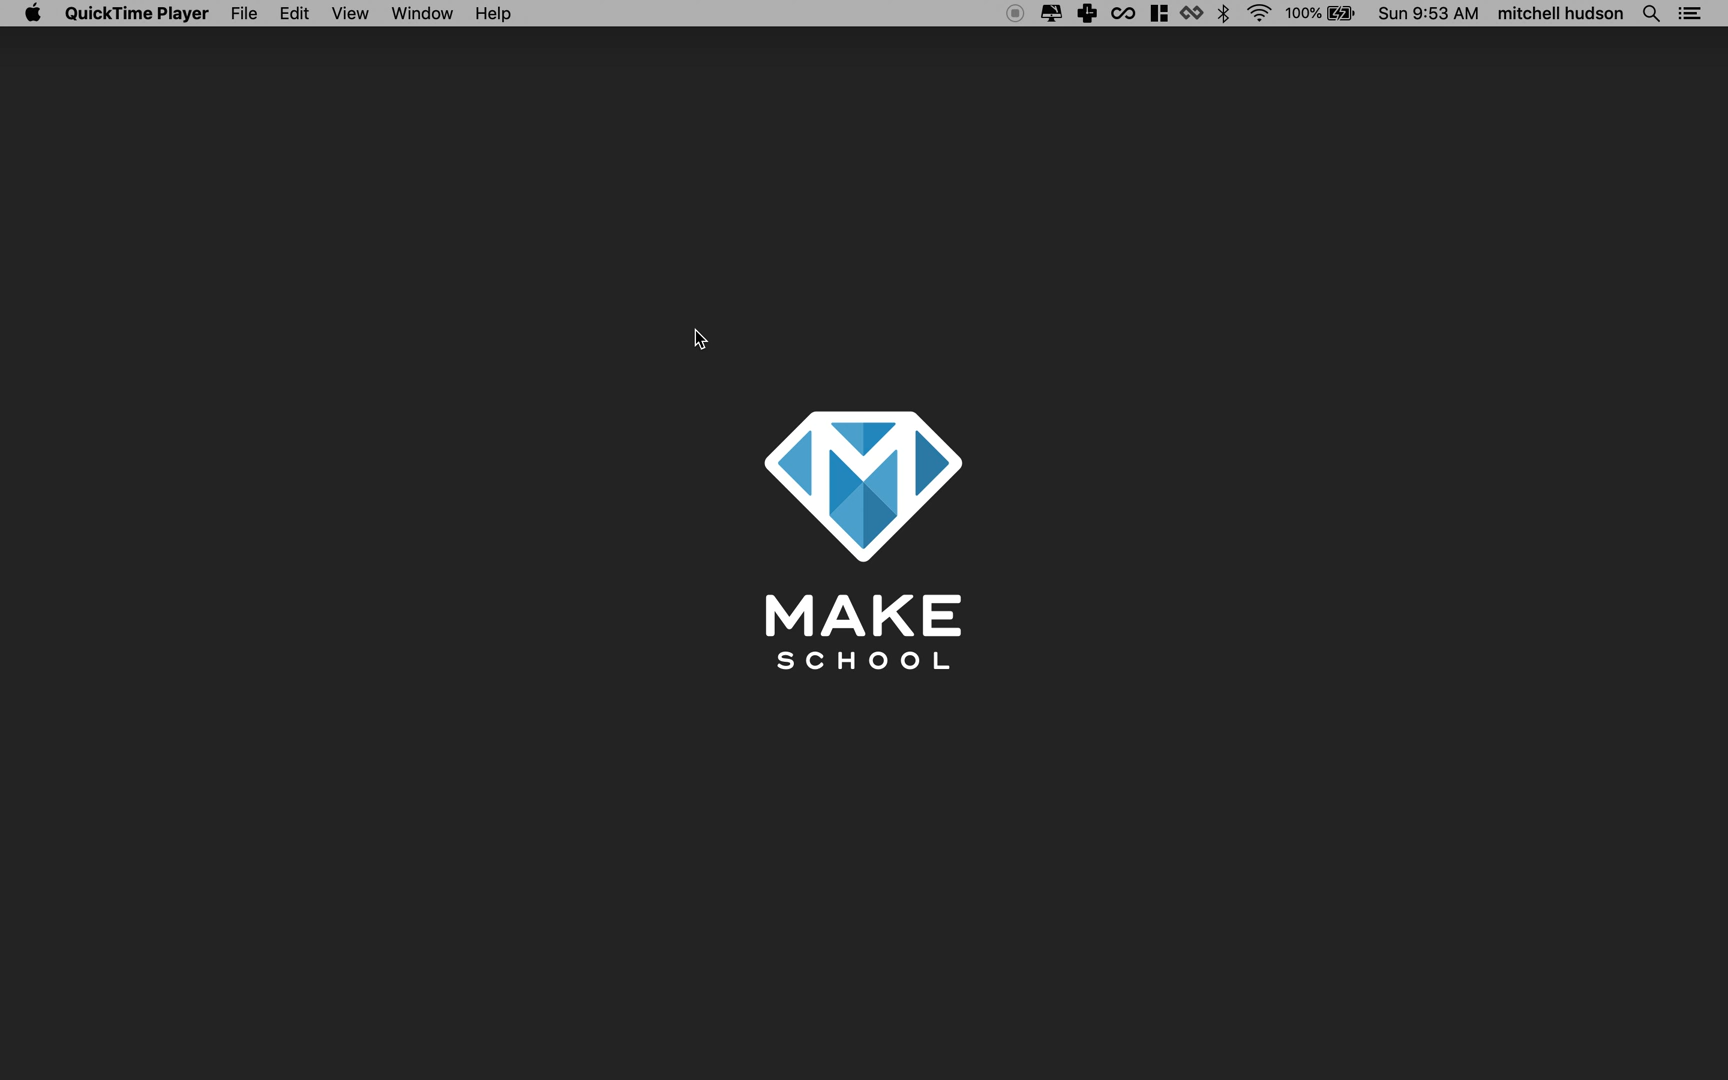 QuickTime Player File Edit View Window Help 100% Sun 9:53 AM mitchell hudson
MAKE
SCHOOL